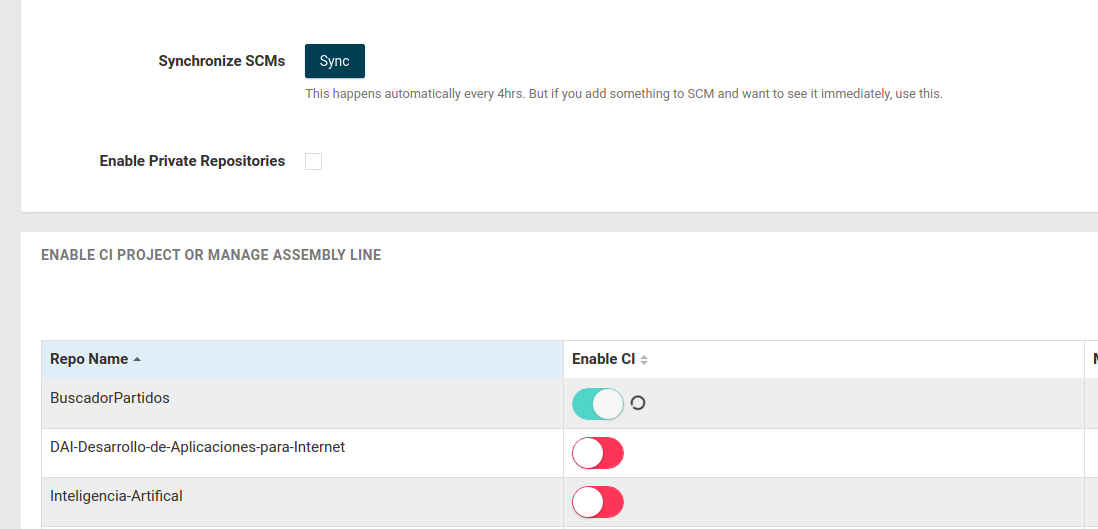 Synchronize SCMs
Sync
This happens automatically every 4hrs. But if you add something to SCM and want to see it immediately, use this.
Enable Private Repositories
ENABLE CI PROJECT OR MANAGE ASSEMBLY LINE
Repo Name
Enable CI
BuscadorPartidos
DAI-Desarrollo-de-Aplicaciones-para-Internet
Inteligencia-Artifical